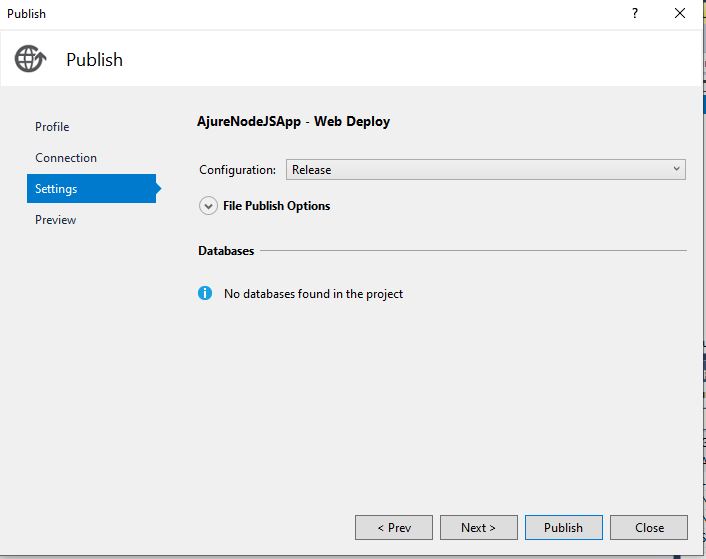 Publish
?
Publish
Profile
Connection
Settings
Preview
AjureNodeJSApp - Web Deploy
Configuration: Release
File Publish Options
Databases
No databases found in the project
< Prev Next > Publish Close